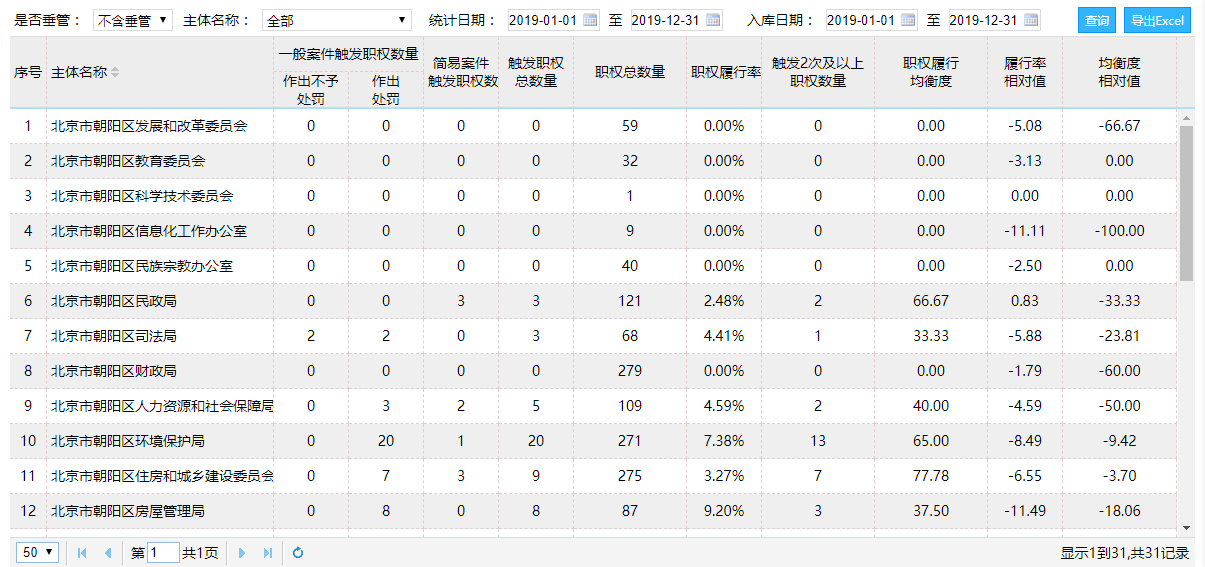 是否垂管： 不含垂管 主体名称： 全部 统计日期： 2019-01-01 至 2019-12-31 入库日期： 2019-01-01 至 2019-12-31 查询 导出Excel
序号 主体名称 一般案件触发职权数量 作出不予处罚 作出处罚 简易案件触发职权数 触发职权总数量 职权总数量 职权履行率 触发2次及以上职权数量 职权履行均衡度 履行率相对值 均衡度相对值
1 北京市朝阳区发展和改革委员会 0 0 0 0 59 0.00% 0 0.00 -5.08 -66.67
2 北京市朝阳区教育委员会 0 0 0 0 32 0.00% 0 0.00 -3.13 0.00
3 北京市朝阳区科学技术委员会 0 0 0 0 1 0.00% 0 0.00 0.00 0.00
4 北京市朝阳区信息化工作办公室 0 0 0 0 9 0.00% 0 0.00 -11.11 -100.00
5 北京市朝阳区民族宗教办公室 0 0 0 0 40 0.00% 0 0.00 -2.50 0.00
6 北京市朝阳区民政局 0 0 3 3 121 2.48% 2 66.67 0.83 -33.33
7 北京市朝阳区司法局 2 2 0 3 68 4.41% 1 33.33 -5.88 -23.81
8 北京市朝阳区财政局 0 0 0 0 279 0.00% 0 0.00 -1.79 -60.00
9 北京市朝阳区人力资源和社会保障局 0 3 2 5 109 4.59% 2 40.00 -4.59 -50.00
10 北京市朝阳区环境保护局 0 20 1 20 271 7.38% 13 65.00 -8.49 -9.42
11 北京市朝阳区住房和城乡建设委员会 0 7 3 9 275 3.27% 7 77.78 -6.55 -3.70
12 北京市朝阳区房屋管理局 0 8 0 8 87 9.20% 3 37.50 -11.49 -18.06
50 第 1 共1页 显示1到31,共31记录